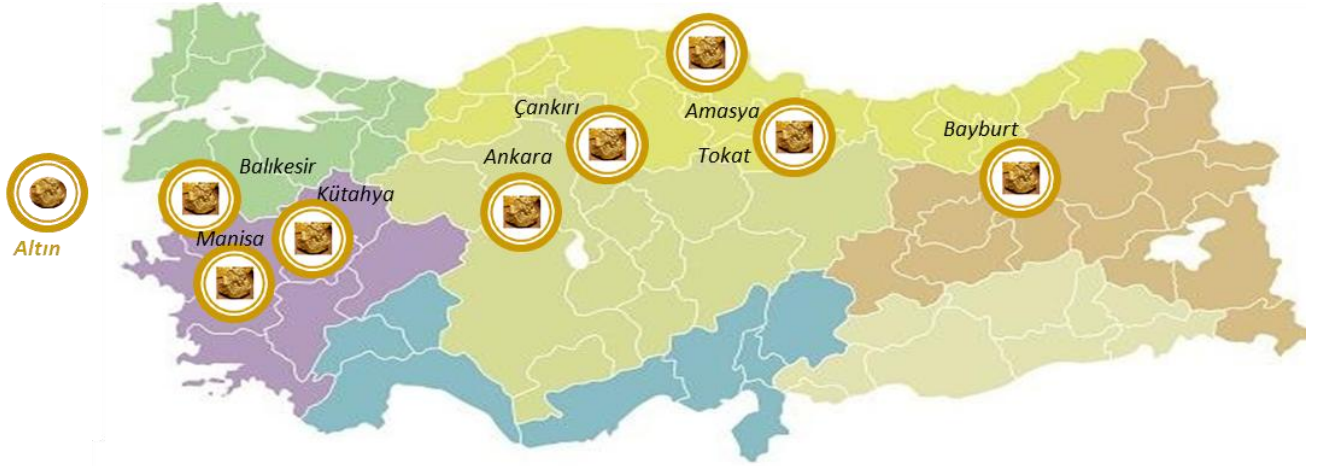 Çankırı
Amasya
Bayburt
Ankara
Tokat
Balıkesir
Kütahya
Manisa
Altın